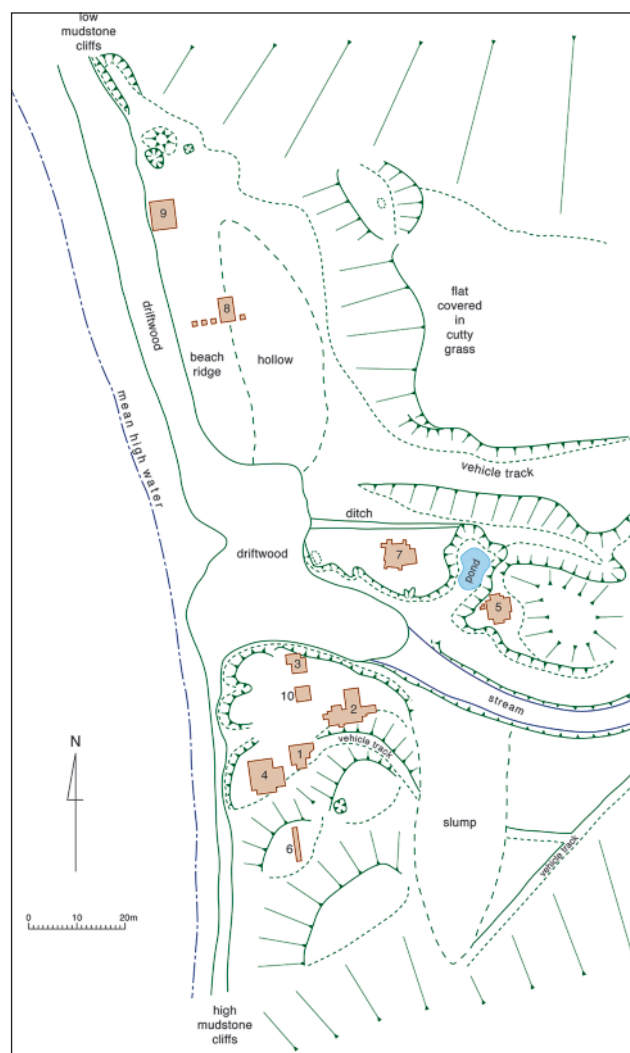 low
mudstone
cliffs
9
8
driftwood
beach
ridge
hollow
flat
covered
in
cutty
grass
mean high water
vehicle track
ditch
driftwood
7
pond
5
3
10
2
stream
vehicle track
1
4
N
slump
6
vehicle track
0 10 20m
high
mudstone
cliffs